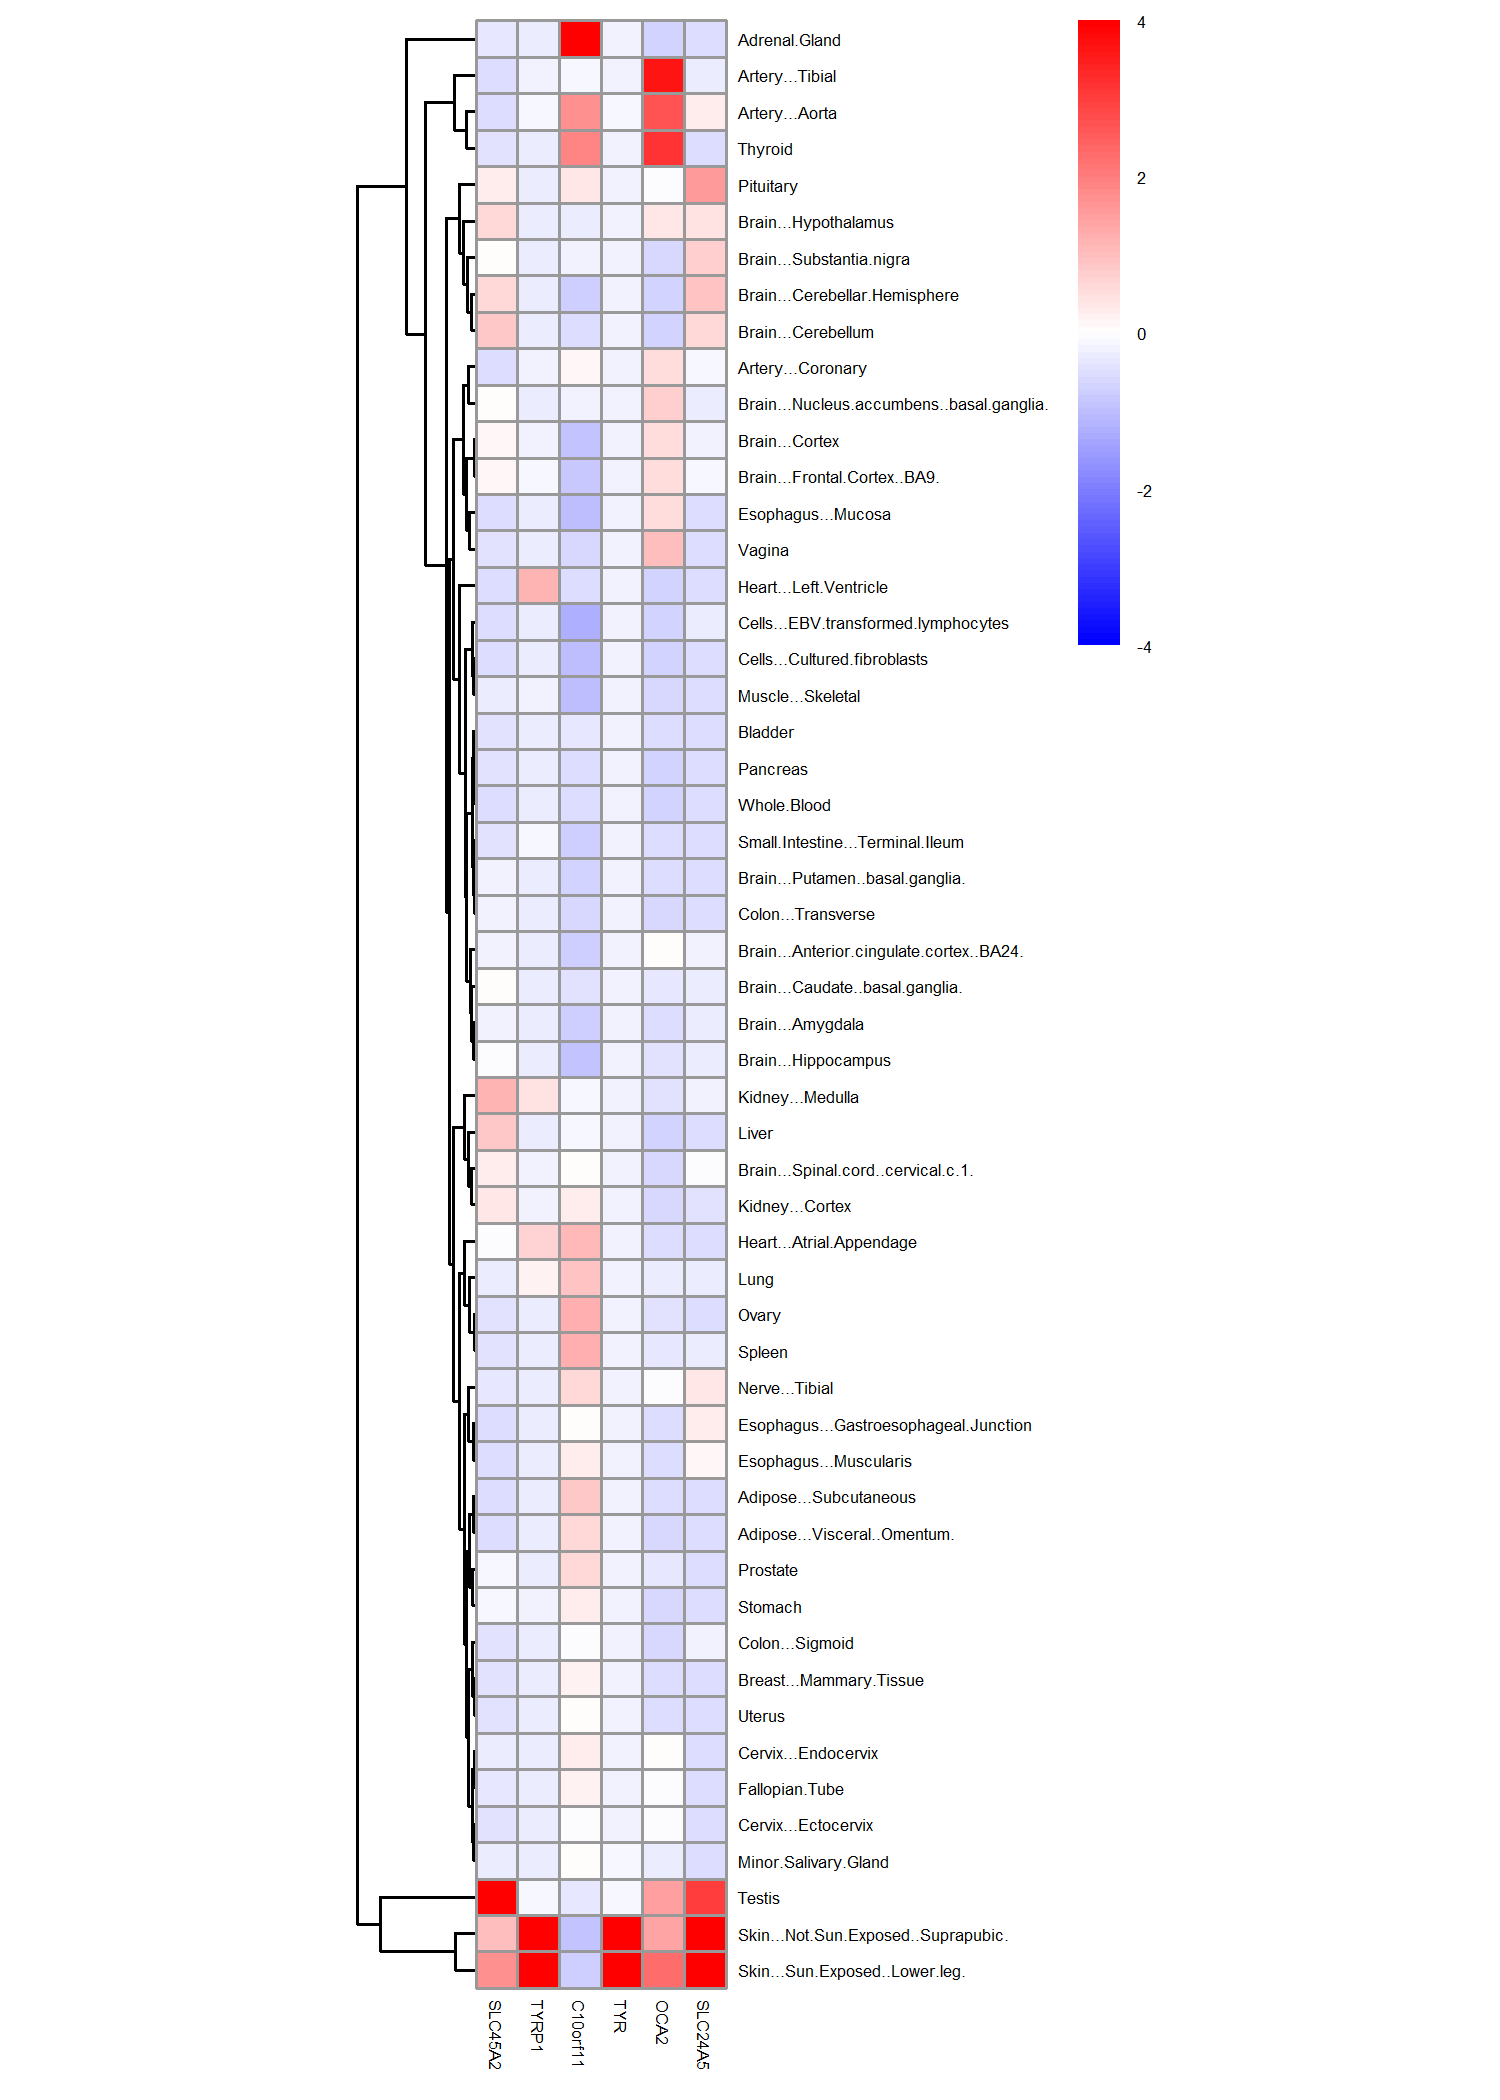 4
2
0
-2
-4
Adrenal.Gland
Artery...Tibial
Artery...Aorta
Thyroid
Pituitary
Brain...Hypothalamus
Brain...Substantia.nigra
Brain...Cerebellar.Hemisphere
Brain...Cerebellum
Artery...Coronary
Brain...Nucleus.accumbens..basal.ganglia.
Brain...Cortex
Brain...Frontal.Cortex..BA9.
Esophagus...Mucosa
Vagina
Heart...Left.Ventricle
Cells...EBV.transformed.lymphocytes
Cells...Cultured.fibroblasts
Muscle...Skeletal
Bladder
Pancreas
Whole.Blood
Small.Intestine...Terminal.Ileum
Brain...Putamen..basal.ganglia.
Colon...Transverse
Brain...Anterior.cingulate.cortex..BA24.
Brain...Caudate..basal.ganglia.
Brain...Amygdala
Brain...Hippocampus
Kidney...Medulla
Liver
Brain...Spinal.cord..cervical.c.1.
Kidney...Cortex
Heart...Atrial.Appendage
Lung
Ovary
Spleen
Nerve...Tibial
Esophagus...Gastroesophageal.Junction
Esophagus...Muscularis
Adipose...Subcutaneous
Adipose...Visceral..Omentum.
Prostate
Stomach
Colon...Sigmoid
Breast...Mammary.Tissue
Uterus
Cervix...Endocervix
Fallopian.Tube
Cervix...Ectocervix
Minor.Salivary.Gland
Testis
Skin...Not.Sun.Exposed..Suprapubic.
Skin...Sun.Exposed..Lower.leg.
SLC45A2
TYRP1
C10orf11
TYR
OCA2
SLC24A5